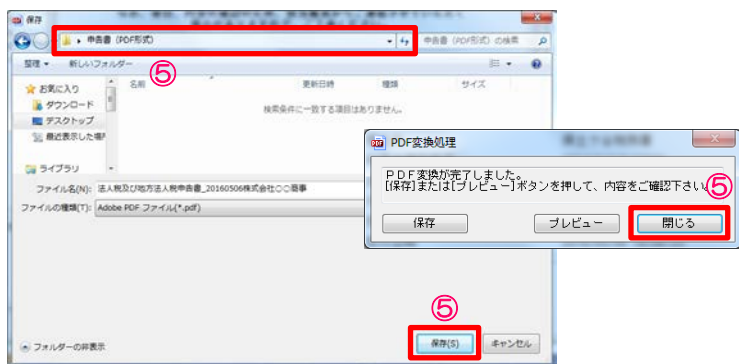 保存
申告書 (PDF形式)
申告書 (PDF形式) の検索
整理 新しいフォルダー
⑤
名前 更新日時 種類 サイズ
お気に入り
検索条件に一致する項目はありません。
ダウンロード
デスクトップ
最近表示した場
ライブラリ
ファイル名(N): 法人税及び地方法人税申告書_20160506株式会社○○商事
ファイルの種類(T): Adobe PDF ファイル(*.pdf)
PDF変換処理
ＰＤＦ変換が完了しました。
[保存]または[プレビュー]ボタンを押して、内容をご確認下さい。
⑤
保存 プレビュー 閉じる
⑤
フォルダーの非表示 保存(S) キャンセル